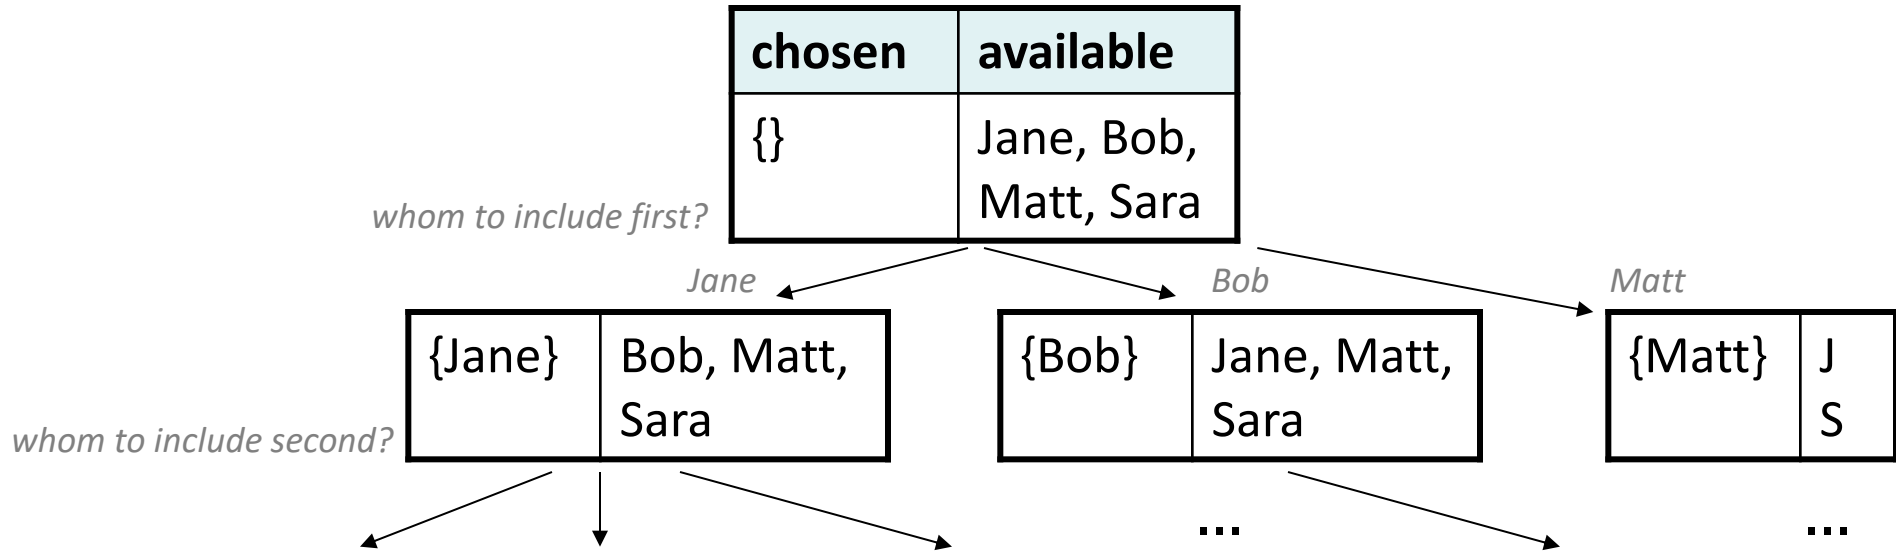 chosen available
{} Jane, Bob,
Matt, Sara
whom to include first?
Jane Bob Matt
{Jane} Bob, Matt, {Bob} Jane, Matt, {Matt} J
Sara Sara S
whom to include second?
... ...